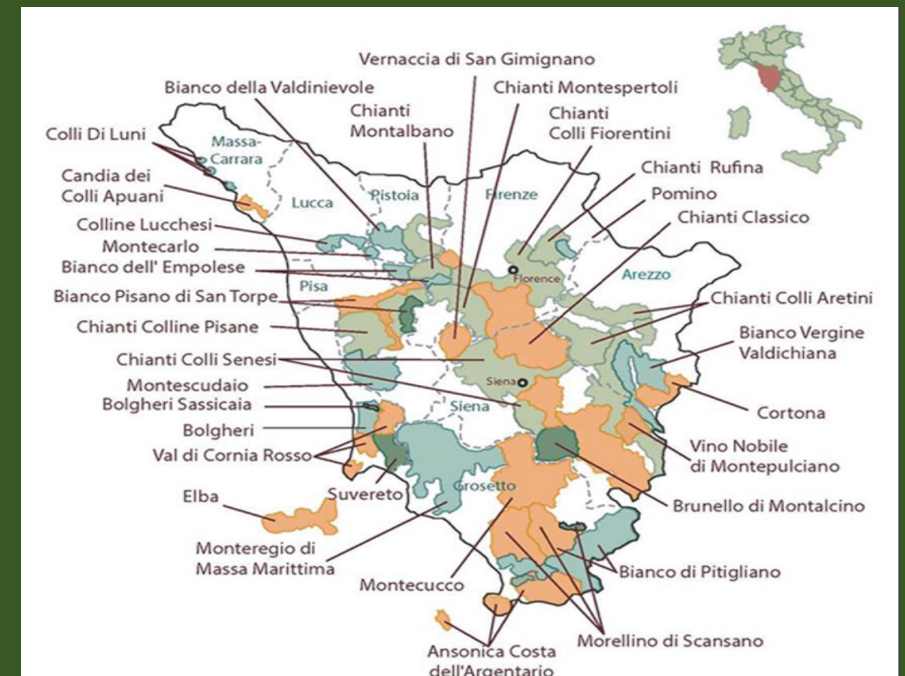 Vernaccia di San Gimignano
Bianco della Valdinievole
Chianti Montespertoli
Chianti
Montalbano
Chianti
Colli Fiorentini
Colli Di Luni
Massa-
Carrara
Chianti Rufina
Candia dei
Colli Apuani
Lucca
Pistoia
Firenze
Pomino
Chianti Classico
Colline Lucchesi
Montecarlo
Bianco dell' Empolese
Florence
Arezzo
Pisa
Bianco Pisano di San Torpe
Chianti Colli Aretini
Chianti Colline Pisane
Bianco Vergine
Valdichiana
Chianti Colli Senesi
Siena
Montescudaio
Bolgheri Sassicaia
Siena
Cortona
Bolgheri
Val di Cornia Rosso
Vino Nobile
di Montepulciano
Elba
Suvereto
Grosseto
Brunello di Montalcino
Monteregio di
Massa Marittima
Montecucco
Bianco di Pitigliano
Morellino di Scansano
Ansonica Costa
dell'Argentario